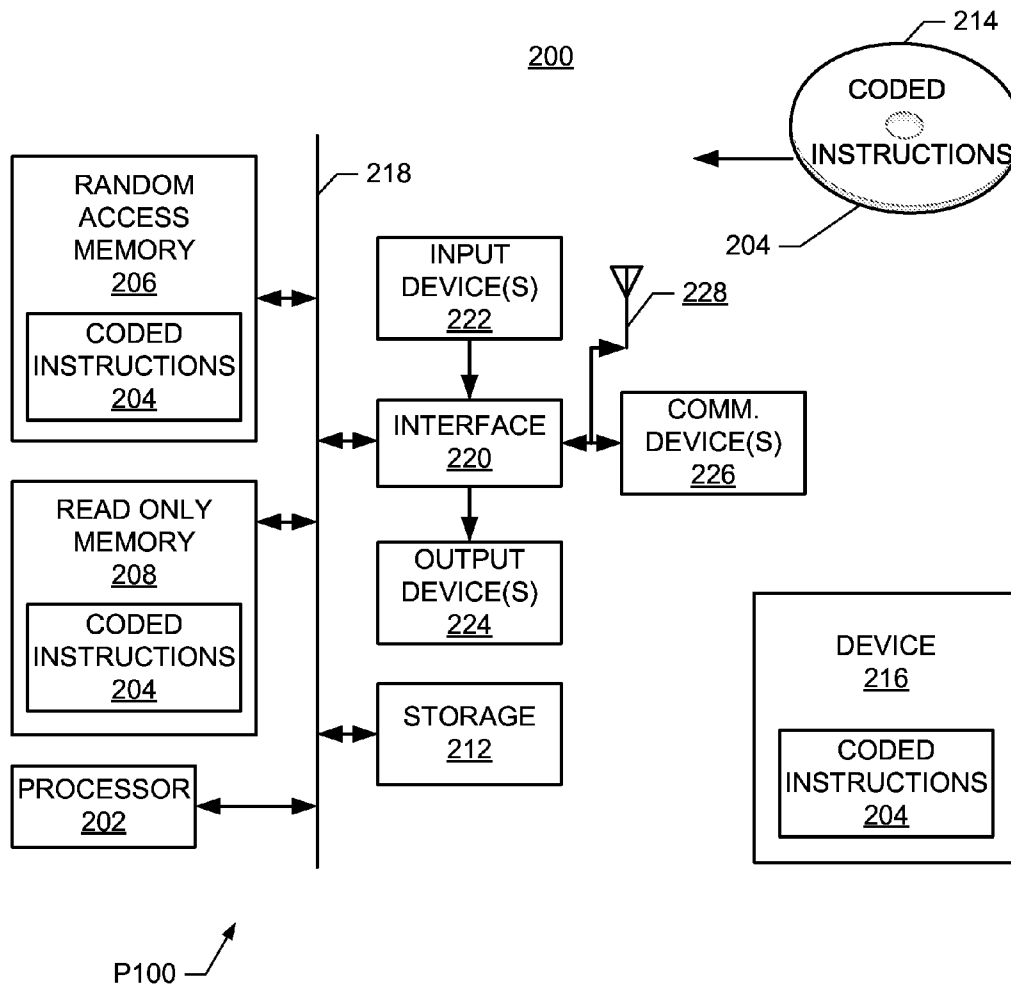 200
214
CODED
INSTRUCTIONS
204
218
RANDOM
ACCESS
MEMORY
206
CODED
INSTRUCTIONS
204
INPUT
DEVICE(S)
222
228
INTERFACE
220
COMM.
DEVICE(S)
226
READ ONLY
MEMORY
208
CODED
INSTRUCTIONS
204
OUTPUT
DEVICE(S)
224
STORAGE
212
DEVICE
216
CODED
INSTRUCTIONS
204
PROCESSOR
202
P100